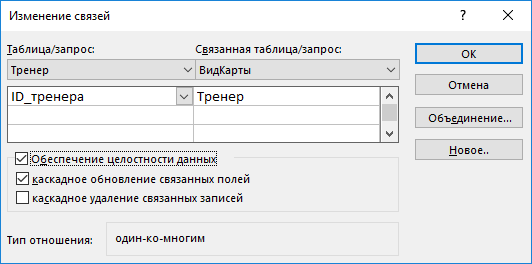 Изменение связей
? ×
Таблица/запрос: Связанная таблица/запрос:
Тренер ВидКарты
ID_тренера Тренер
Обеспечение целостности данных
каскадное обновление связанных полей
каскадное удаление связанных записей
Тип отношения: один-ко-многим
ОК
Отмена
Объединение...
Новое..